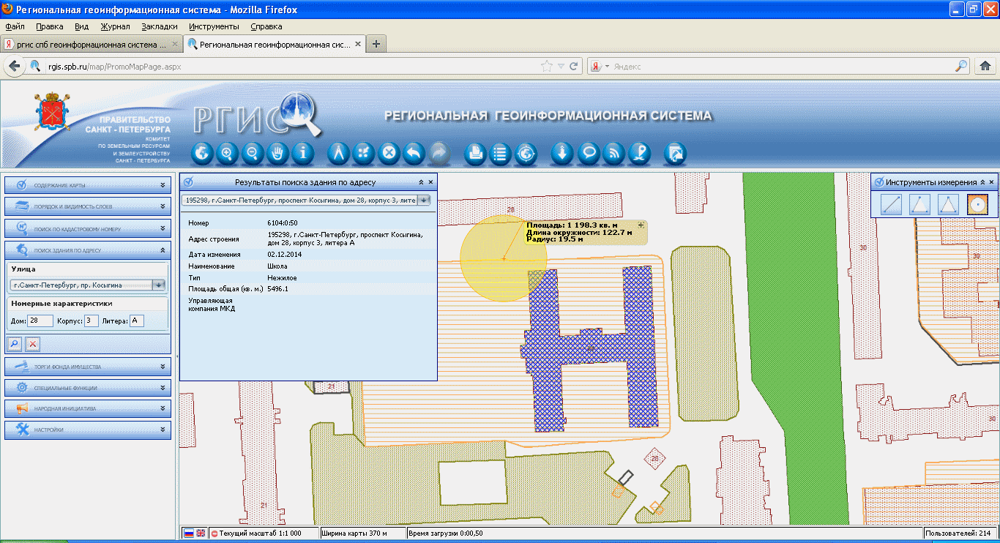 Региональная геоинформационная система - Mozilla Firefox
Файл Правка Вид Журнал Закладки Инструменты Справка
ргис спб геоинформационная система ...
Региональная геоинформационная сис...
rgis.spb.ru/map/PromoMapPage.aspx
Яндекс
ПРАВИТЕЛЬСТВО
САНКТ - ПЕТЕРБУРГА
КОМИТЕТ
ПО ЗЕМЕЛЬНЫМ РЕСУРСАМ
И ЗЕМЛЕУСТРОЙСТВУ
САНКТ - ПЕТЕРБУРГА
РГИС
РЕГИОНАЛЬНАЯ ГЕОИНФОРМАЦИОННАЯ СИСТЕМА
СОДЕРЖАНИЕ КАРТЫ
ПОРЯДОК И ВИДИМОСТЬ СЛОЕВ
ПОИСК ПО КАДАСТРОВОМУ НОМЕРУ
ПОИСК ЗДАНИЯ ПО АДРЕСУ
Улица
г.Санкт-Петербург, пр. Косыгина
Номерные характеристики
Дом: 28 Корпус: 3 Литера: А
ТОРГИ ФОНДА ИМУЩЕСТВА
СПЕЦИАЛЬНЫЕ ФУНКЦИИ
НАРОДНАЯ ИНИЦИАТИВА
НАСТРОЙКИ
Результаты поиска здания по адресу
195298, г.Санкт-Петербург, проспект Косыгина, дом 28, корпус 3, лите
Номер 6104:0:50
Адрес строения 195298, г.Санкт-Петербург, проспект Косыгина,
дом 28, корпус 3, литера А
Дата изменения 02.12.2014
Наименование Школа
Тип Нежилое
Площадь общая (кв. м.) 5496.1
Управляющая
компания МКД
Инструменты измерения
28
Площадь: 1 198.3 кв. м
Длина окружности: 122.7 м
Радиус: 19.5 м
30
30
21
28
30
21
Текущий масштаб 1:1 000
Ширина карты 370 м
Время загрузки 0:00,50
Пользователей: 214